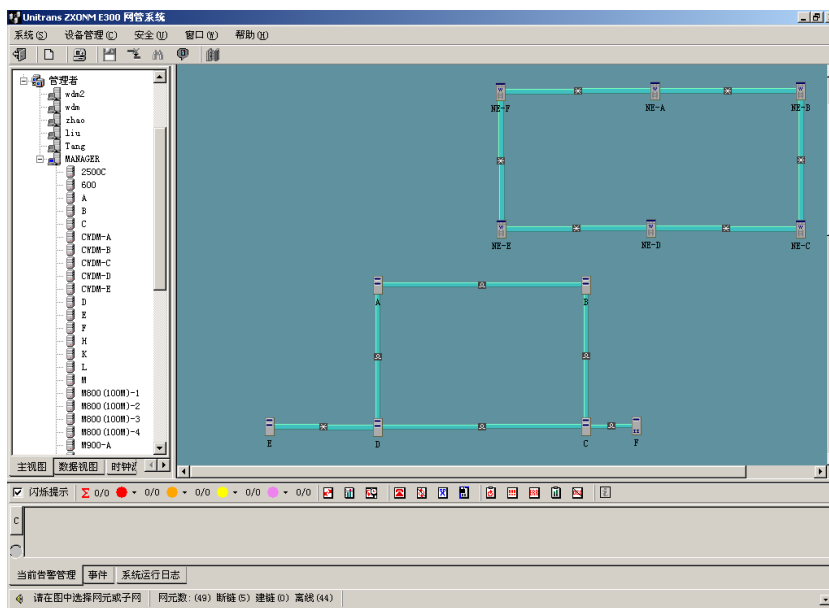 Unitrans ZXONM E300 网管系统
系统(S) 设备管理(C) 安全(U) 窗口(W) 帮助(H)
管理者
wdm2
wdm
zhao
liu
Tang
MANAGER
2500C
600
A
B
C
CWDM-A
CWDM-B
CWDM-C
CWDM-D
CWDM-E
D
E
F
H
K
L
M
M800(100M)-1
M800(100M)-2
M800(100M)-3
M800(100M)-4
M900-A
主视图 数据视图
NE-F NE-A NE-B
NE-E NE-D NE-C
A B
E D C F
闪烁提示 Σ 0/0 0/0 0/0 0/0 0/0
C
当前告警管理 事件 系统运行日志
请在图中选择网元或子网 网元数:(49) 断链(5) 建链(0) 离线(44)